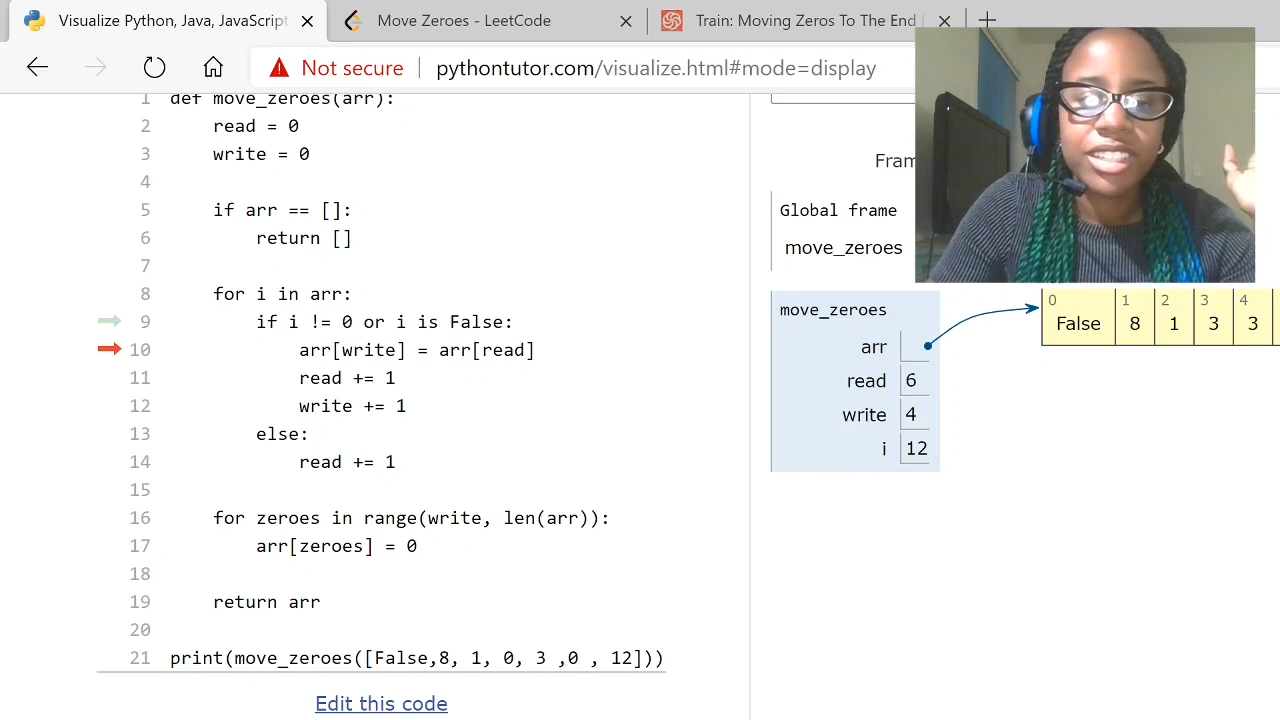 Visualize Python, Java, JavaScript
Move Zeroes - LeetCode
Train: Moving Zeros To The End
Not secure
pythontutor.com/visualize.html#mode=display
1 def move_zeroes(arr):
2 read = 0
3 write = 0
4
5 if arr == []:
6 return []
7
8 for i in arr:
9 if i != 0 or i is False:
10 arr[write] = arr[read]
11 read += 1
12 write += 1
13 else:
14 read += 1
15
16 for zeroes in range(write, len(arr)):
17 arr[zeroes] = 0
18
19 return arr
20
21 print(move_zeroes([False,8, 1, 0, 3 ,0 , 12]))
Edit this code
Fram
Global frame
move_zeroes
move_zeroes
arr
read 6
write 4
i 12
0 1 2 3 4
False 8 1 3 3